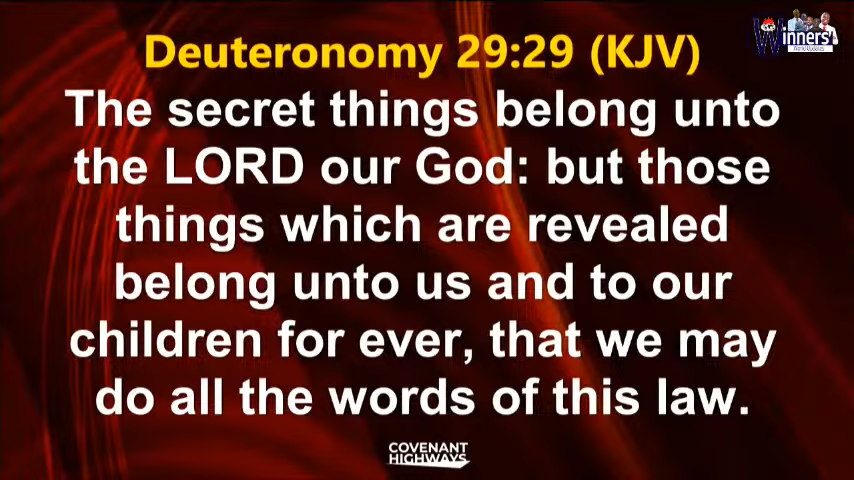 Winners'
Deuteronomy 29:29 (KJV)
The secret things belong unto
the LORD our God: but those
things which are revealed
belong unto us and to our
children for ever, that we may
do all the words of this law.
COVENANT
HIGHWAYS